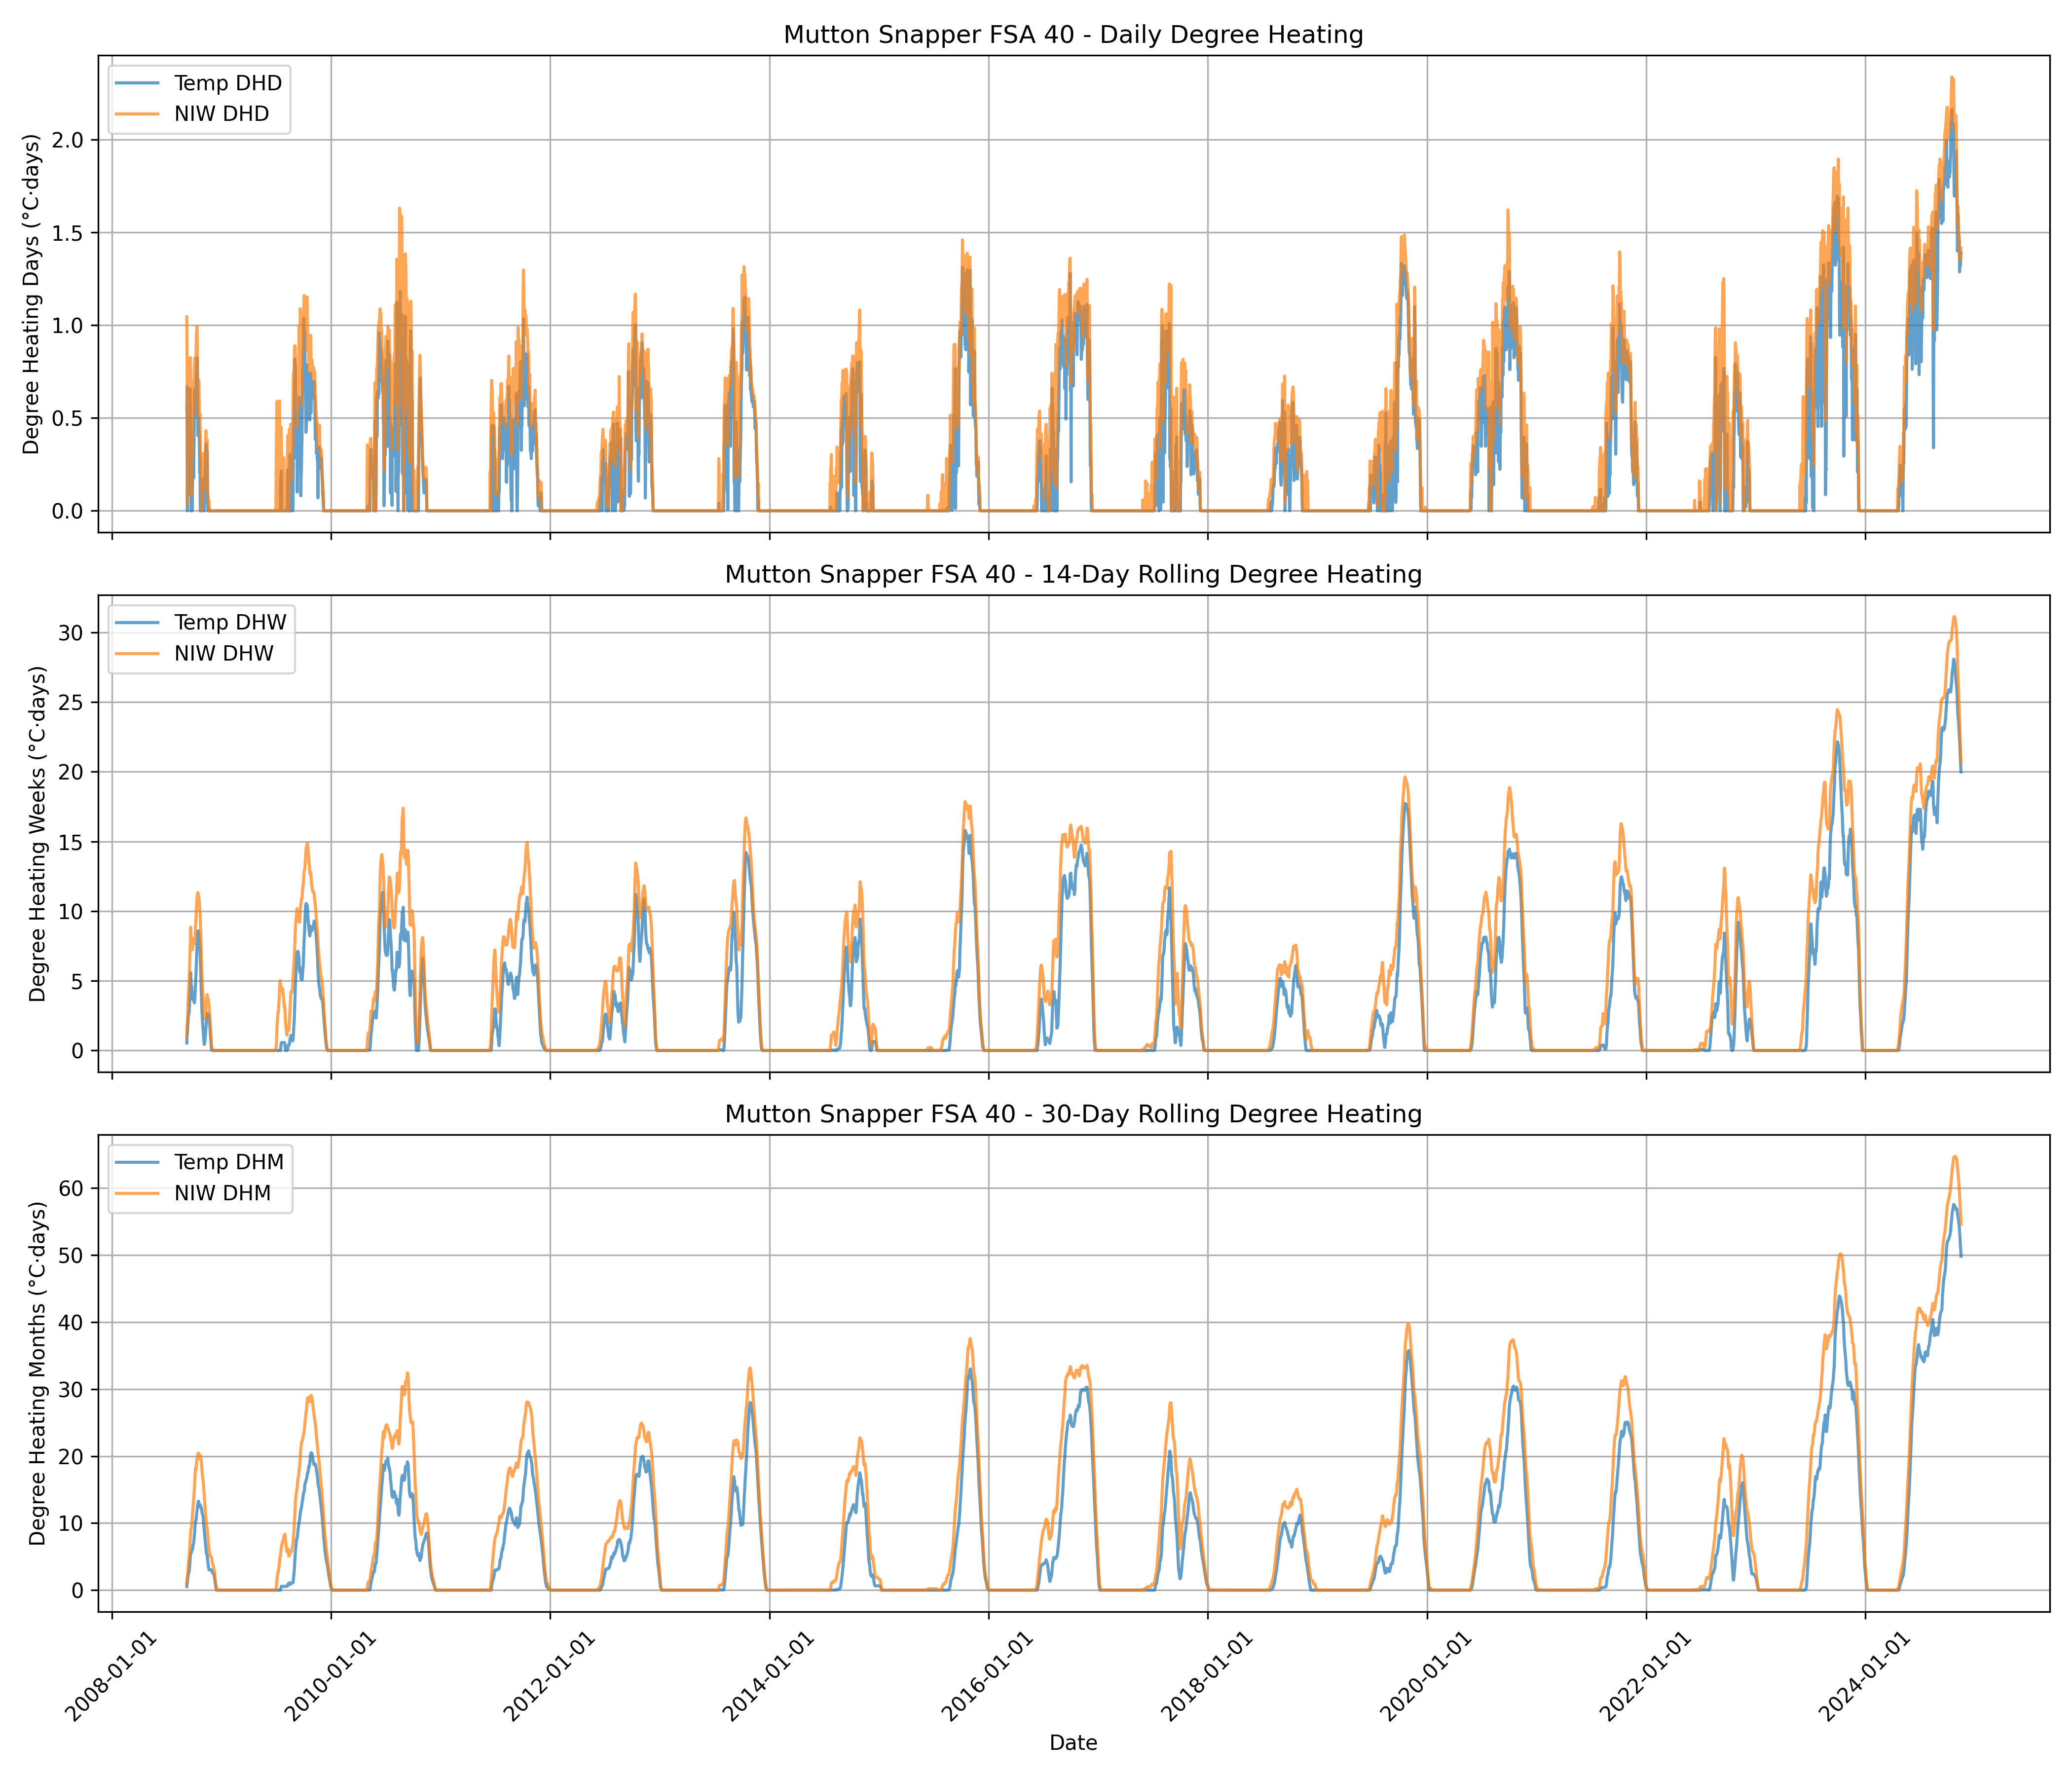 Mutton Snapper FSA 40 - Daily Degree Heating
Temp DHD
NIW DHD
Degree Heating Days (°C·days)
2.0
1.5
1.0
0.5
0.0
Mutton Snapper FSA 40 - 14-Day Rolling Degree Heating
Temp DHW
NIW DHW
Degree Heating Weeks (°C·days)
30
25
20
15
10
5
0
Mutton Snapper FSA 40 - 30-Day Rolling Degree Heating
Temp DHM
NIW DHM
Degree Heating Months (°C·days)
60
50
40
30
20
10
0
2008-01-01
2010-01-01
2012-01-01
2014-01-01
2016-01-01
2018-01-01
2020-01-01
2022-01-01
2024-01-01
Date